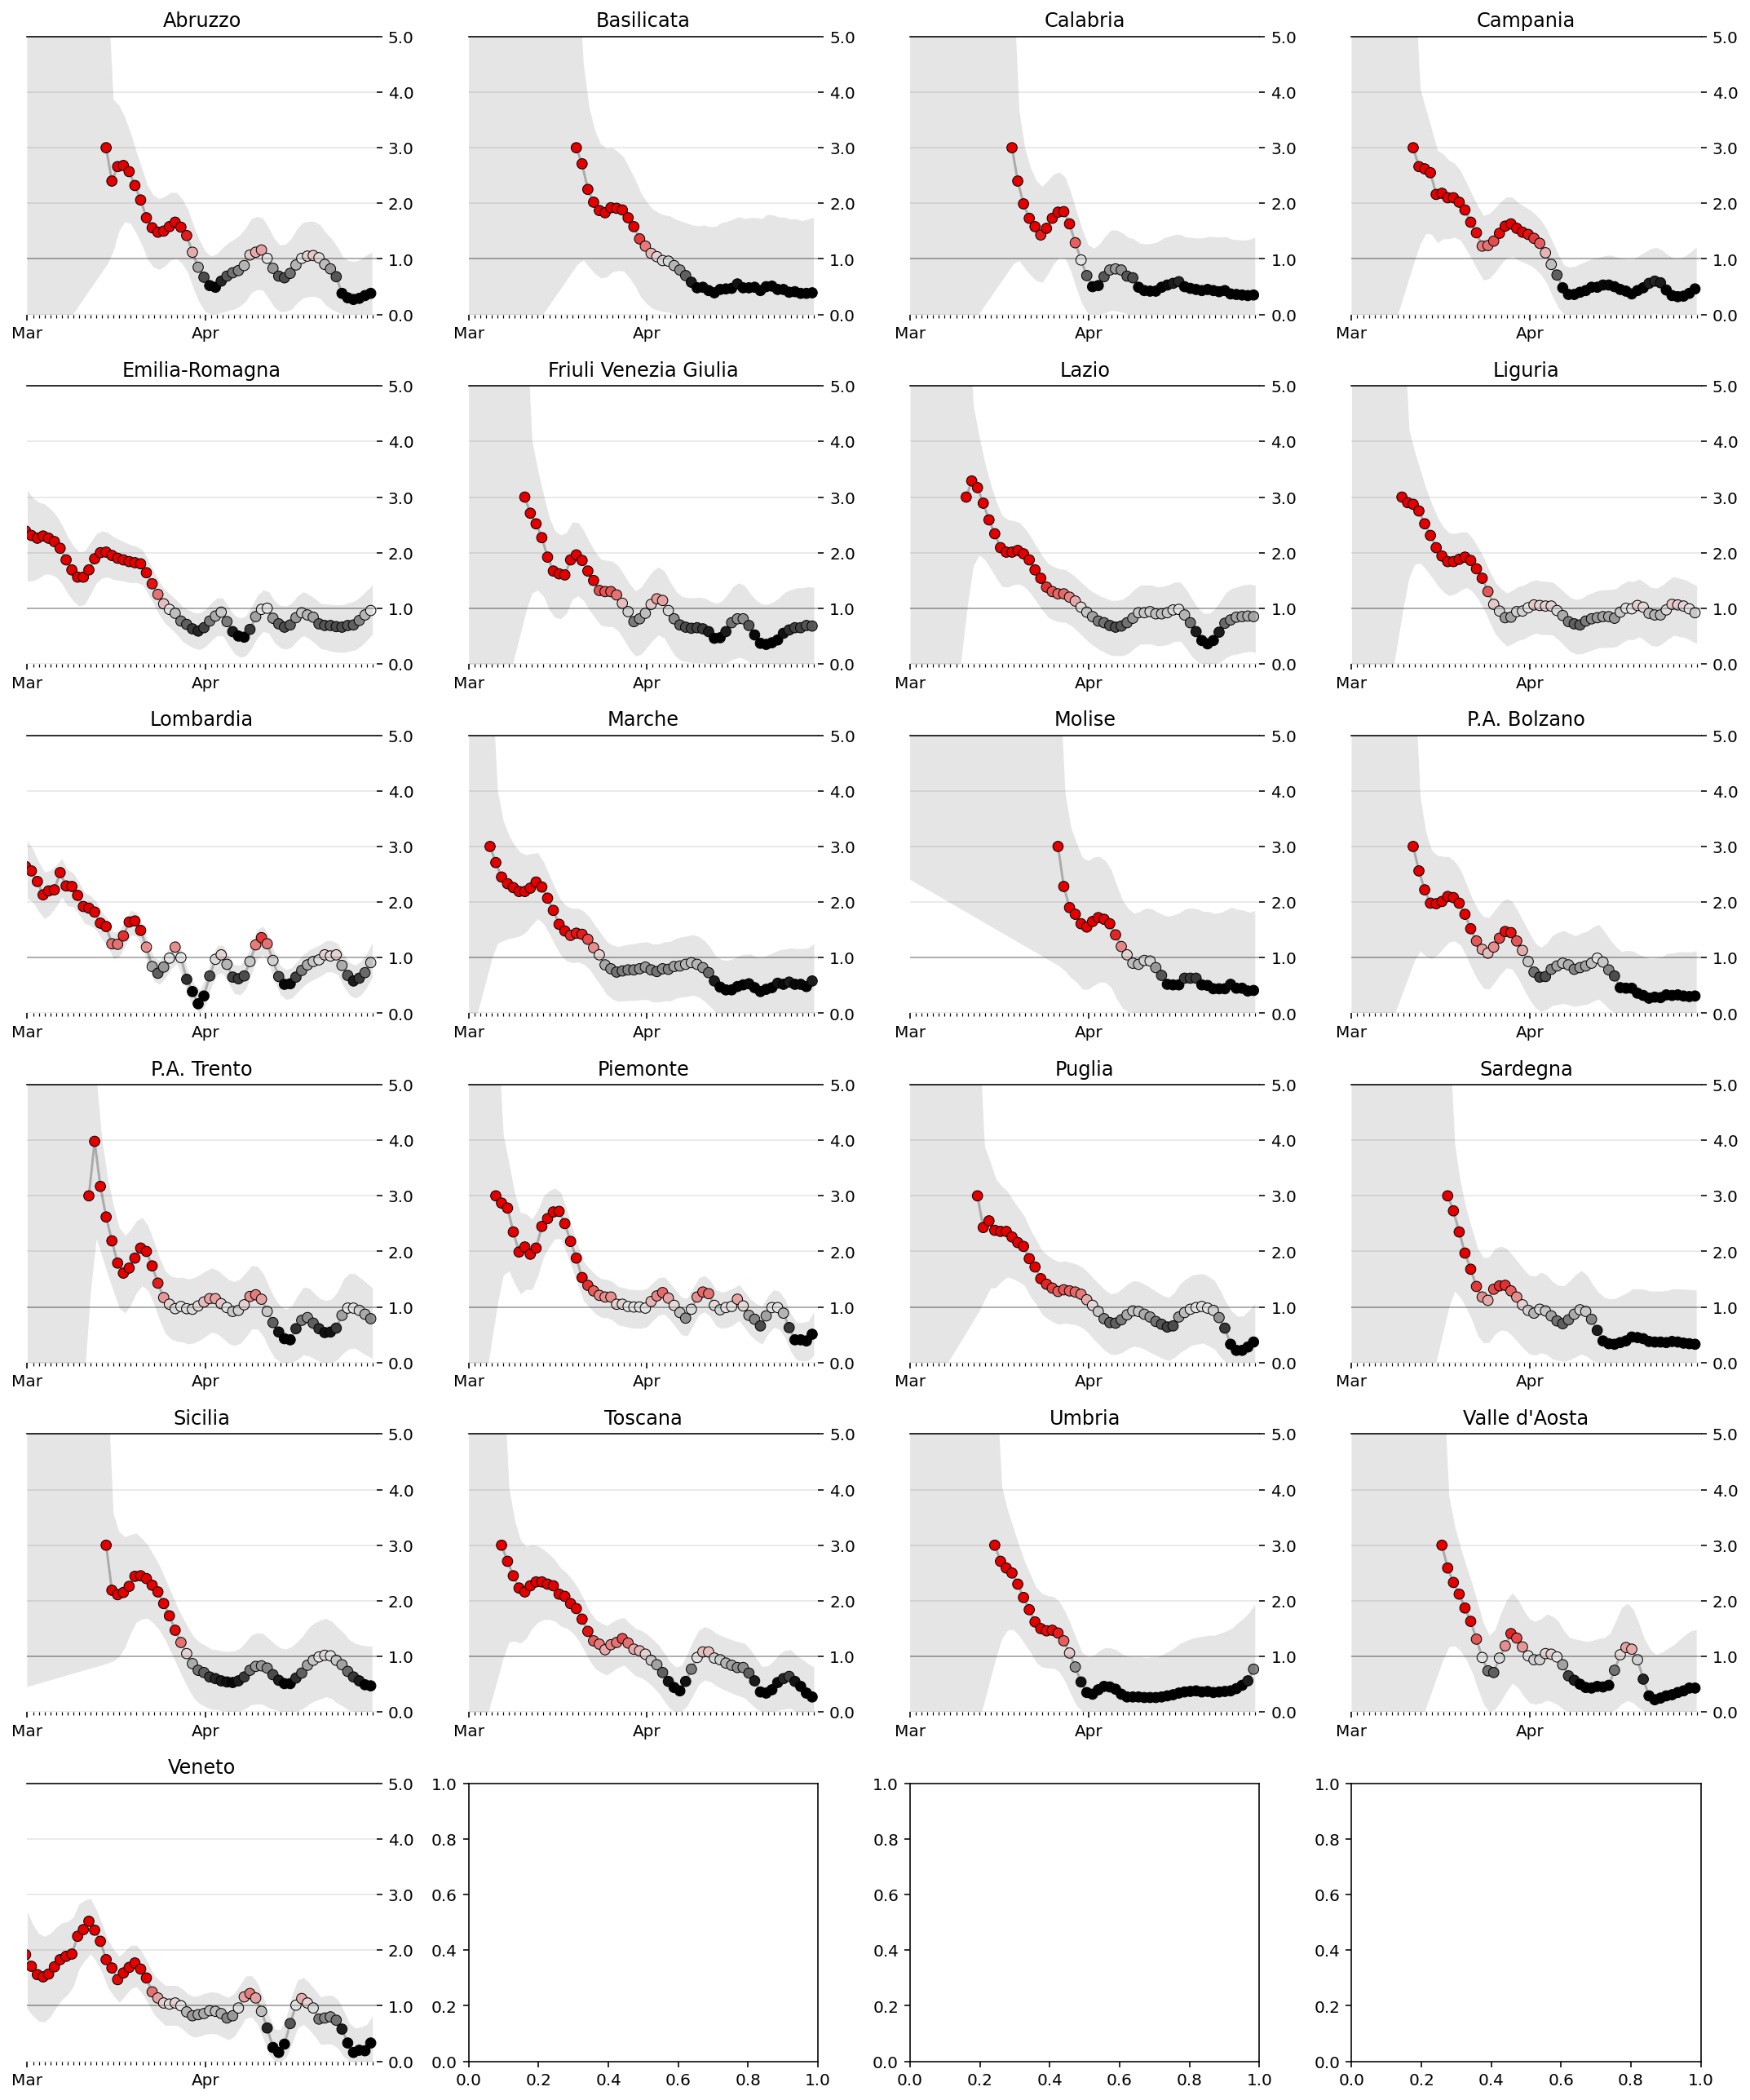 Abruzzo Basilicata Calabria Campania
5.0 5.0 5.0 5.0
4.0 4.0 4.0 4.0
3.0 3.0 3.0 3.0
2.0 2.0 2.0 2.0
1.0 1.0 1.0 1.0
0.0 0.0 0.0 0.0
Mar Apr Mar Apr Mar Apr Mar Apr
Emilia-Romagna Friuli Venezia Giulia Lazio Liguria
5.0 5.0 5.0 5.0
4.0 4.0 4.0 4.0
3.0 3.0 3.0 3.0
2.0 2.0 2.0 2.0
1.0 1.0 1.0 1.0
0.0 0.0 0.0 0.0
Mar Apr Mar Apr Mar Apr Mar Apr
Lombardia Marche Molise P.A. Bolzano
5.0 5.0 5.0 5.0
4.0 4.0 4.0 4.0
3.0 3.0 3.0 3.0
2.0 2.0 2.0 2.0
1.0 1.0 1.0 1.0
0.0 0.0 0.0 0.0
Mar Apr Mar Apr Mar Apr Mar Apr
P.A. Trento Piemonte Puglia Sardegna
5.0 5.0 5.0 5.0
4.0 4.0 4.0 4.0
3.0 3.0 3.0 3.0
2.0 2.0 2.0 2.0
1.0 1.0 1.0 1.0
0.0 0.0 0.0 0.0
Mar Apr Mar Apr Mar Apr Mar Apr
Sicilia Toscana Umbria Valle d'Aosta
5.0 5.0 5.0 5.0
4.0 4.0 4.0 4.0
3.0 3.0 3.0 3.0
2.0 2.0 2.0 2.0
1.0 1.0 1.0 1.0
0.0 0.0 0.0 0.0
Mar Apr Mar Apr Mar Apr Mar Apr
Veneto
5.0 1.0 1.0 1.0
4.0 0.8 0.8 0.8
3.0 0.6 0.6 0.6
2.0 0.4 0.4 0.4
1.0 0.2 0.2 0.2
0.0 0.0 0.0 0.0
Mar Apr 0.0 0.2 0.4 0.6 0.8 1.0 0.0 0.2 0.4 0.6 0.8 1.0 0.0 0.2 0.4 0.6 0.8 1.0